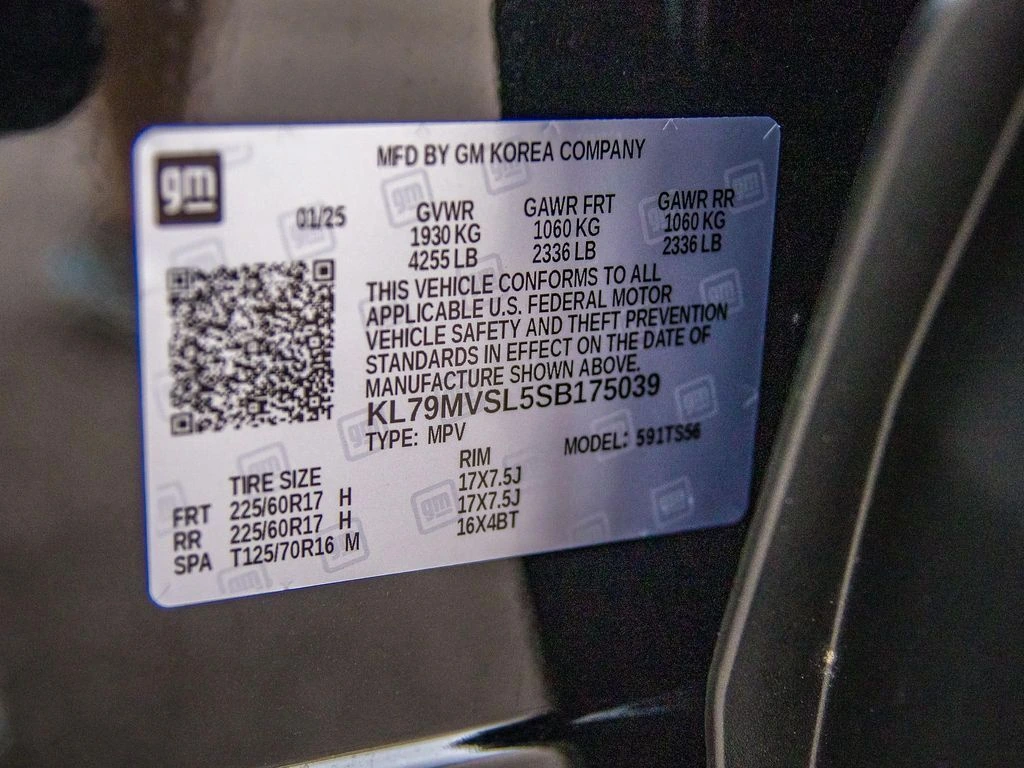 gm
MFD BY GM KOREA COMPANY
01/25
GVWR GAWR FRT GAWR RR
1930 KG 1060 KG 1060 KG
4255 LB 2336 LB 2336 LB
THIS VEHICLE CONFORMS TO ALL
APPLICABLE U.S. FEDERAL MOTOR
VEHICLE SAFETY AND THEFT PREVENTION
STANDARDS IN EFFECT ON THE DATE OF
MANUFACTURE SHOWN ABOVE.
KL79MVSL5SB175039
TYPE: MPV MODEL: 591TS56
TIRE SIZE RIM
FRT 225/60R17 H 17X7.5J
RR 225/60R17 H 17X7.5J
SPA T125/70R16 M 16X4BT